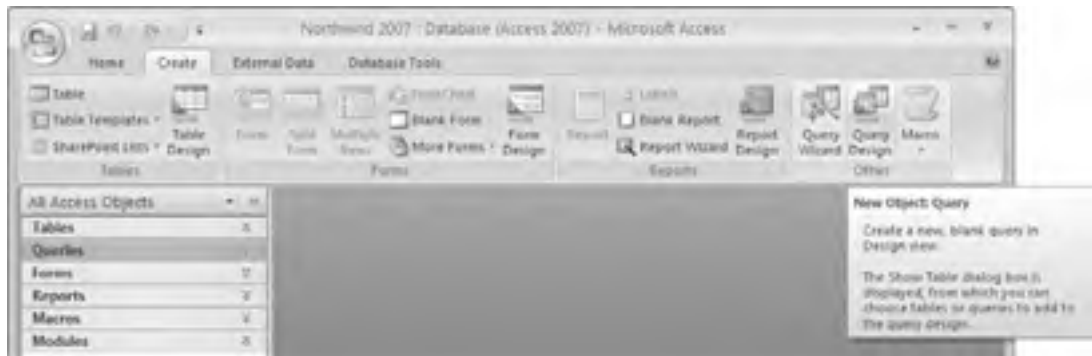 Northwind 2007 : Database (Access 2007) - Microsoft Access
Home Create External Data Database Tools
Table
Table Templates
SharePoint Lists
Table Design
Tables
Form
Split Form
Multiple Items
PivotChart
Blank Form
More Forms
Form Design
Forms
Report
Labels
Blank Report
Report Wizard
Report Design
Reports
Query Wizard
Query Design
Macro
Other
All Access Objects
Tables
Queries
Forms
Reports
Macros
Modules
New Object: Query
Create a new, blank query in
Design view.
The Show Table dialog box is
displayed, from which you can
choose tables or queries to add to
the query design.